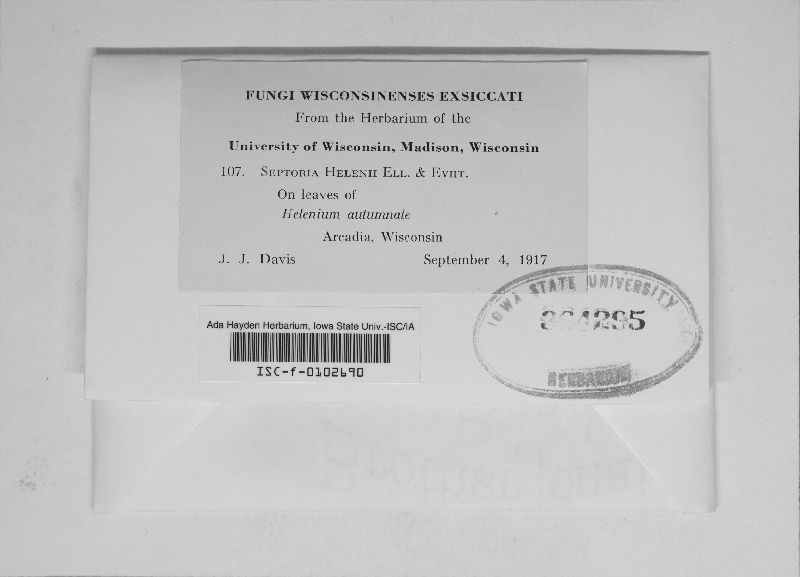 FUNGI WISCONSINENSES EXSICCATI
From the Herbarium of the
University of Wisconsin, Madison, Wisconsin
107. SEPTORIA HELENII ELL. & EVHT.
On leaves of
Helenium autumnale
Arcadia, Wisconsin
J. J. Davis September 4, 1917
IOWA STATE UNIVERSITY
HERBARIUM
Ada Hayden Herbarium, Iowa State Univ.-ISC/IA
ISC-f-0102690